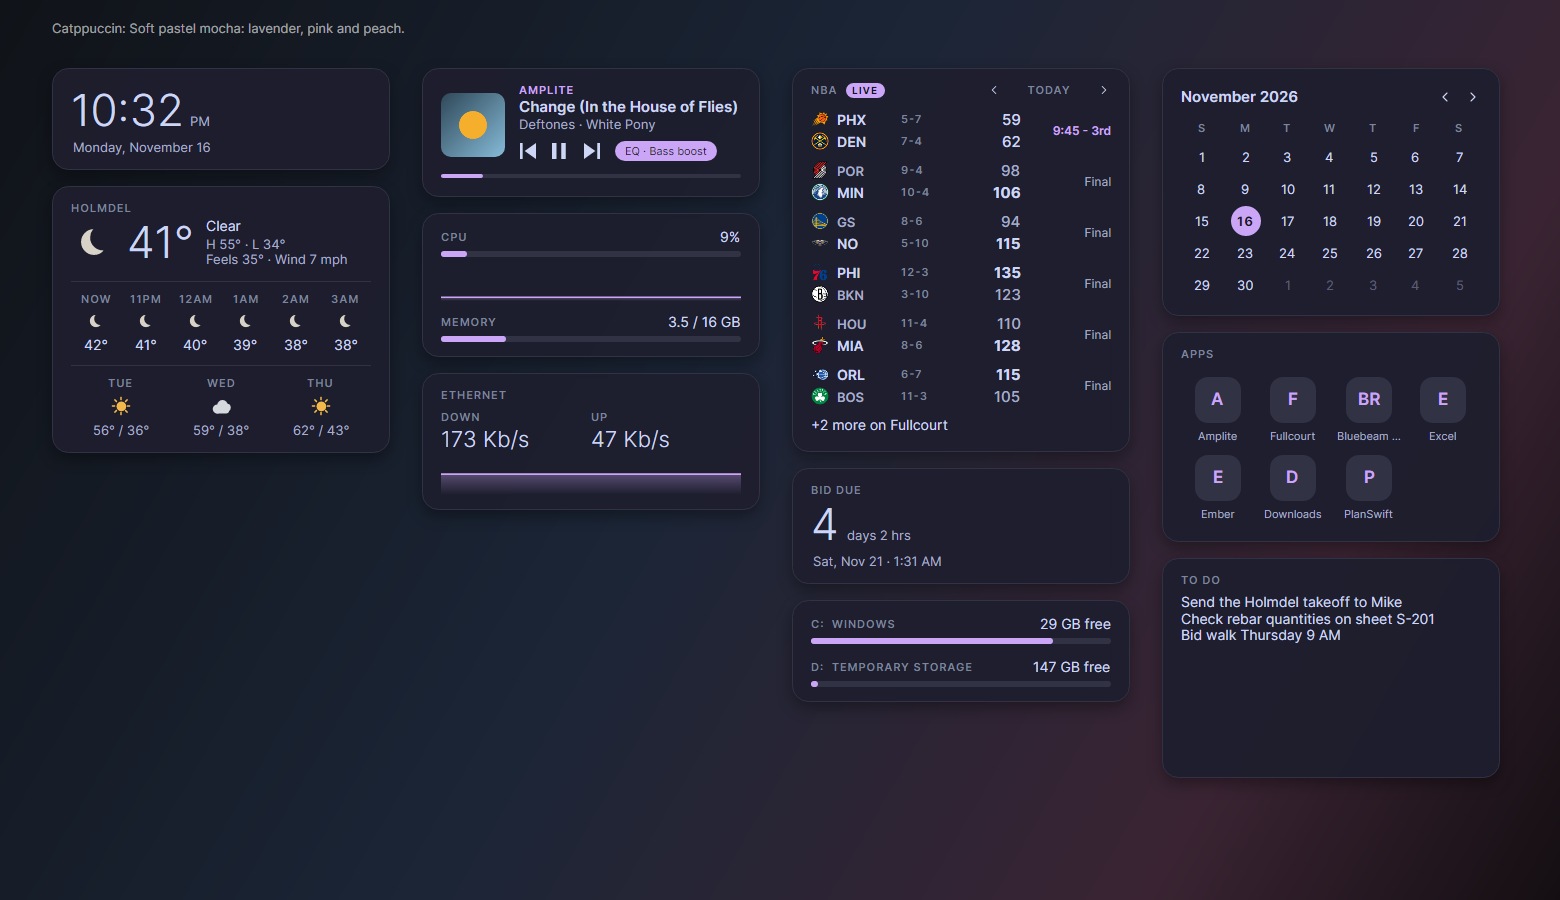 Catppuccin: Soft pastel mocha: lavender, pink and peach.
10:32 PM
Monday, November 16
HOLMDEL
41°
Clear
H 55° · L 34°
Feels 35° · Wind 7 mph
NOW 11PM 12AM 1AM 2AM 3AM
42° 41° 40° 39° 38° 38°
TUE WED THU
56° / 36° 59° / 38° 62° / 43°
AMPLITE
Change (In the House of Flies)
Deftones · White Pony
EQ · Bass boost
CPU 9%
MEMORY 3.5 / 16 GB
ETHERNET
DOWN UP
173 Kb/s 47 Kb/s
NBA LIVE TODAY
PHX 5-7 59
9:45 - 3rd
DEN 7-4 62
POR 9-4 98
Final
MIN 10-4 106
GS 8-6 94
Final
NO 5-10 115
PHI 12-3 135
Final
BKN 3-10 123
HOU 11-4 110
Final
MIA 8-6 128
ORL 6-7 115
Final
BOS 11-3 105
+2 more on Fullcourt
BID DUE
4 days 2 hrs
Sat, Nov 21 · 1:31 AM
C: WINDOWS 29 GB free
D: TEMPORARY STORAGE 147 GB free
November 2026
S M T W T F S
1 2 3 4 5 6 7
8 9 10 11 12 13 14
15 16 17 18 19 20 21
22 23 24 25 26 27 28
29 30 1 2 3 4 5
APPS
A F BR E
Amplite Fullcourt Bluebeam ... Excel
E D P
Ember Downloads PlanSwift
TO DO
Send the Holmdel takeoff to Mike
Check rebar quantities on sheet S-201
Bid walk Thursday 9 AM